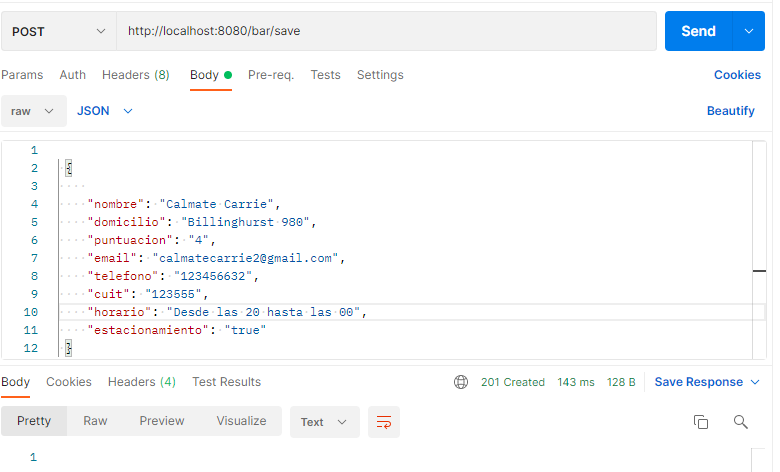 POST http://localhost:8080/bar/save Send
Params Auth Headers (8) Body Pre-req. Tests Settings Cookies
raw JSON Beautify
1
2 {
3
4 "nombre": "Calmate Carrie",
5 "domicilio": "Billinghurst 980",
6 "puntuacion": "4",
7 "email": "calmatecarrie2@gmail.com",
8 "telefono": "123456632",
9 "cuit": "123555",
10 "horario": "Desde las 20 hasta las 00",
11 "estacionamiento": "true"
12 }
Body Cookies Headers (4) Test Results 201 Created 143 ms 128 B Save Response
Pretty Raw Preview Visualize Text
1